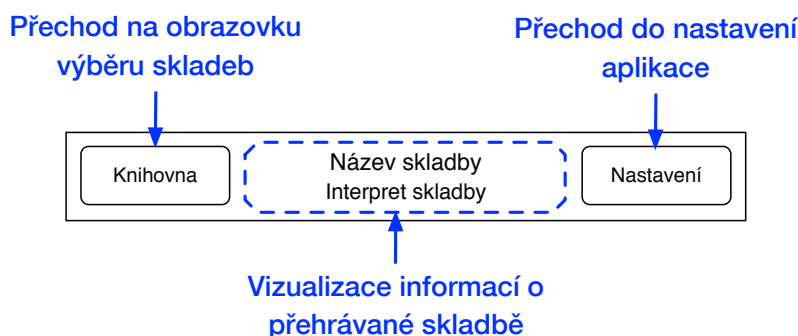 Přechod na obrazovku
výběru skladeb
Přechod do nastavení
aplikace
Knihovna
Název skladby
Interpret skladby
Nastavení
Vizualizace informací o
přehrávané skladbě